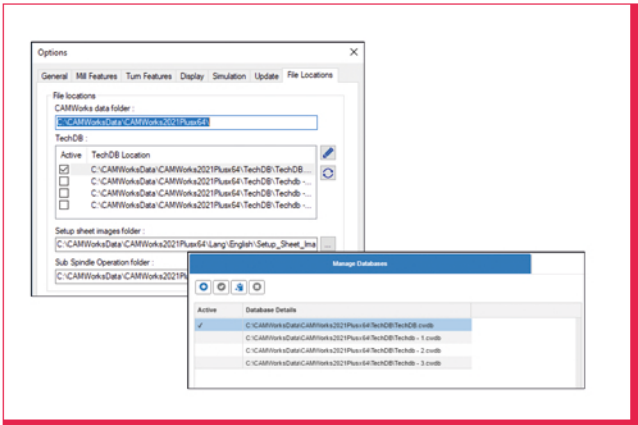 Options
General Mill Features Turn Features Display Simulation Update File Locations
File locations
CAMWorks data folder :
C:\CAMWorksData\CAMWorks2021Plusx64\
TechDB :
Active TechDB Location
C:\CAMWorksData\CAMWorks2021Plusx64\TechDB\TechDB....
C:\CAMWorksData\CAMWorks2021Plusx64\TechDB\Techdb -...
C:\CAMWorksData\CAMWorks2021Plusx64\TechDB\Techdb -...
C:\CAMWorksData\CAMWorks2021Plusx64\TechDB\Techdb -...
Setup sheet images folder :
C:\CAMWorksData\CAMWorks2021Plusx64\Lang\English\Setup_Sheet_Ima ...
Sub Spindle Operation folder :
C:\CAMWorksData\CAMWorks2021Plus
Manage Databases
Active Database Details
C:\CAMWorksData\CAMWorks2021Plusx64\TechDB\TechDB.cwdb
C:\CAMWorksData\CAMWorks2021Plusx64\TechDB\Techdb - 1.cwdb
C:\CAMWorksData\CAMWorks2021Plusx64\TechDB\Techdb - 2.cwdb
C:\CAMWorksData\CAMWorks2021Plusx64\TechDB\Techdb - 3.cwdb